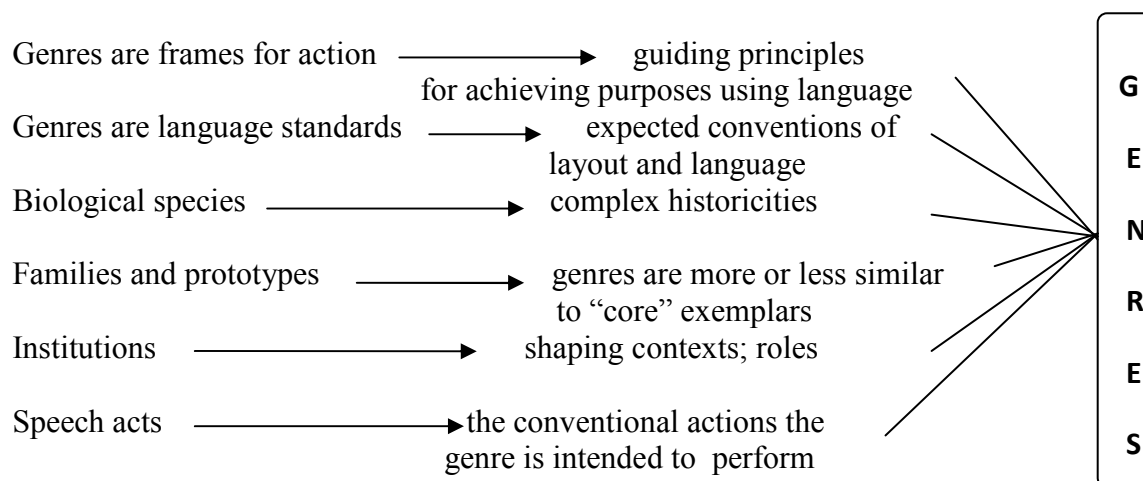 Genres are frames for action guiding principles
for achieving purposes using language
Genres are language standards expected conventions of
layout and language
Biological species complex historicities
Families and prototypes genres are more or less similar
to “core” exemplars
Institutions shaping contexts; roles
Speech acts the conventional actions the
genre is intended to perform
G
E
N
R
E
S